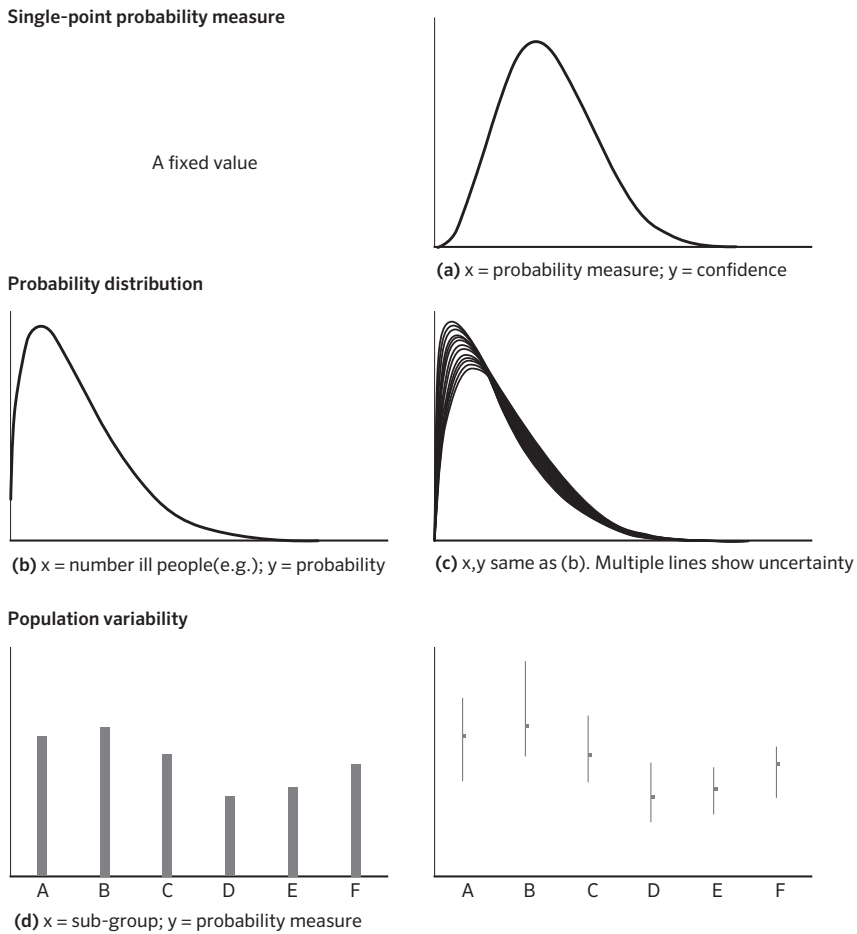 Single-point probability measure
A fixed value
(a) x = probability measure; y = confidence
Probability distribution
(b) x = number ill people(e.g.); y = probability
(c) x,y same as (b). Multiple lines show uncertainty
Population variability
A B C D E F
A B C D E F
(d) x = sub-group; y = probability measure